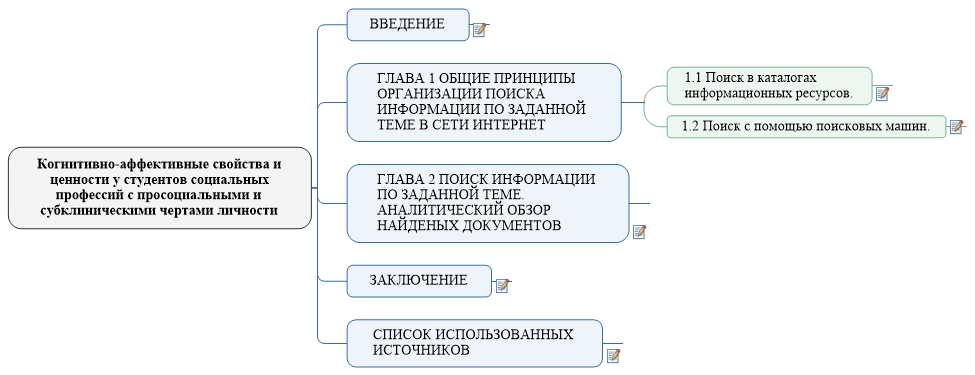 ВВЕДЕНИЕ
ГЛАВА 1 ОБЩИЕ ПРИНЦИПЫ
ОРГАНИЗАЦИИ ПОИСКА
ИНФОРМАЦИИ ПО ЗАДАННОЙ
ТЕМЕ В СЕТИ ИНТЕРНЕТ
1.1 Поиск в каталогах
информационных ресурсов.
1.2 Поиск с помощью поисковых машин.
Когнитивно-аффективные свойства и
ценности у студентов социальных
профессий с просоциальными и
субклиническими чертами личности
ГЛАВА 2 ПОИСК ИНФОРМАЦИИ
ПО ЗАДАННОЙ ТЕМЕ.
АНАЛИТИЧЕСКИЙ ОБЗОР
НАЙДЕНЫХ ДОКУМЕНТОВ
ЗАКЛЮЧЕНИЕ
СПИСОК ИСПОЛЬЗОВАННЫХ
ИСТОЧНИКОВ